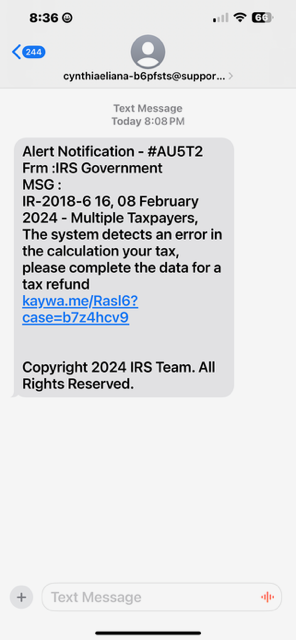 8:36
66
244
cynthiaeliana-b6pfsts@suppor...
Text Message
Today 8:08 PM
Alert Notification - #AU5T2
Frm :IRS Government
MSG :
IR-2018-6 16, 08 February
2024 - Multiple Taxpayers,
The system detects an error in
the calculation your tax,
please complete the data for a
tax refund
kaywa.me/Rasl6?
case=b7z4hcv9
Copyright 2024 IRS Team. All
Rights Reserved.
Text Message